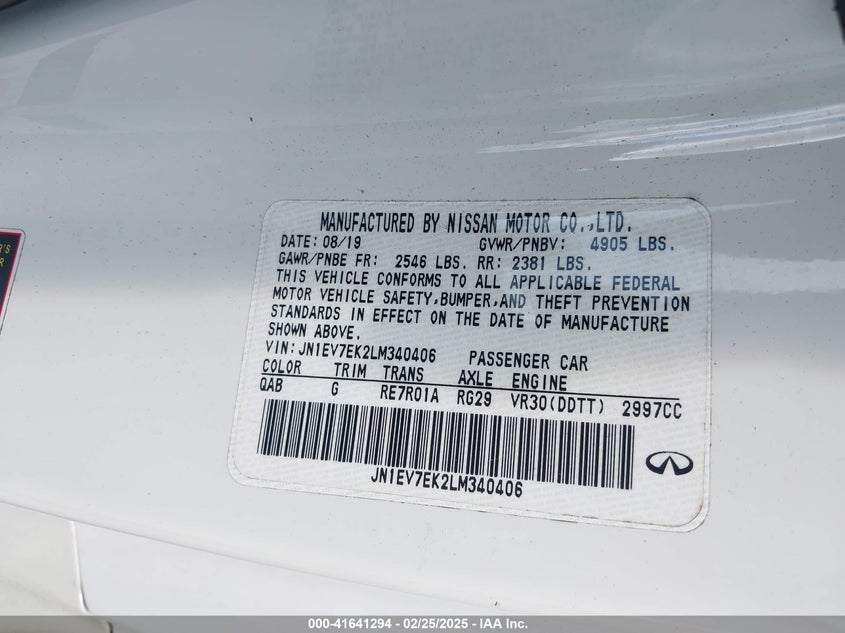 R'S
R
MANUFACTURED BY NISSAN MOTOR CO.,LTD.
DATE: 08/19 GVWR/PNBV: 4905 LBS.
GAWR/PNBE FR: 2546 LBS. RR: 2381 LBS.
THIS VEHICLE CONFORMS TO ALL APPLICABLE FEDERAL
MOTOR VEHICLE SAFETY,BUMPER,AND THEFT PREVENTION
STANDARDS IN EFFECT ON THE DATE OF MANUFACTURE
SHOWN ABOVE.
VIN:JN1EV7EK2LM340406 PASSENGER CAR
COLOR TRIM TRANS AXLE ENGINE
QAB G RE7R01A RG29 VR30(DDTT) 2997CC
JN1EV7EK2LM340406
000-41641294 - 02/25/2025 - IAA Inc.